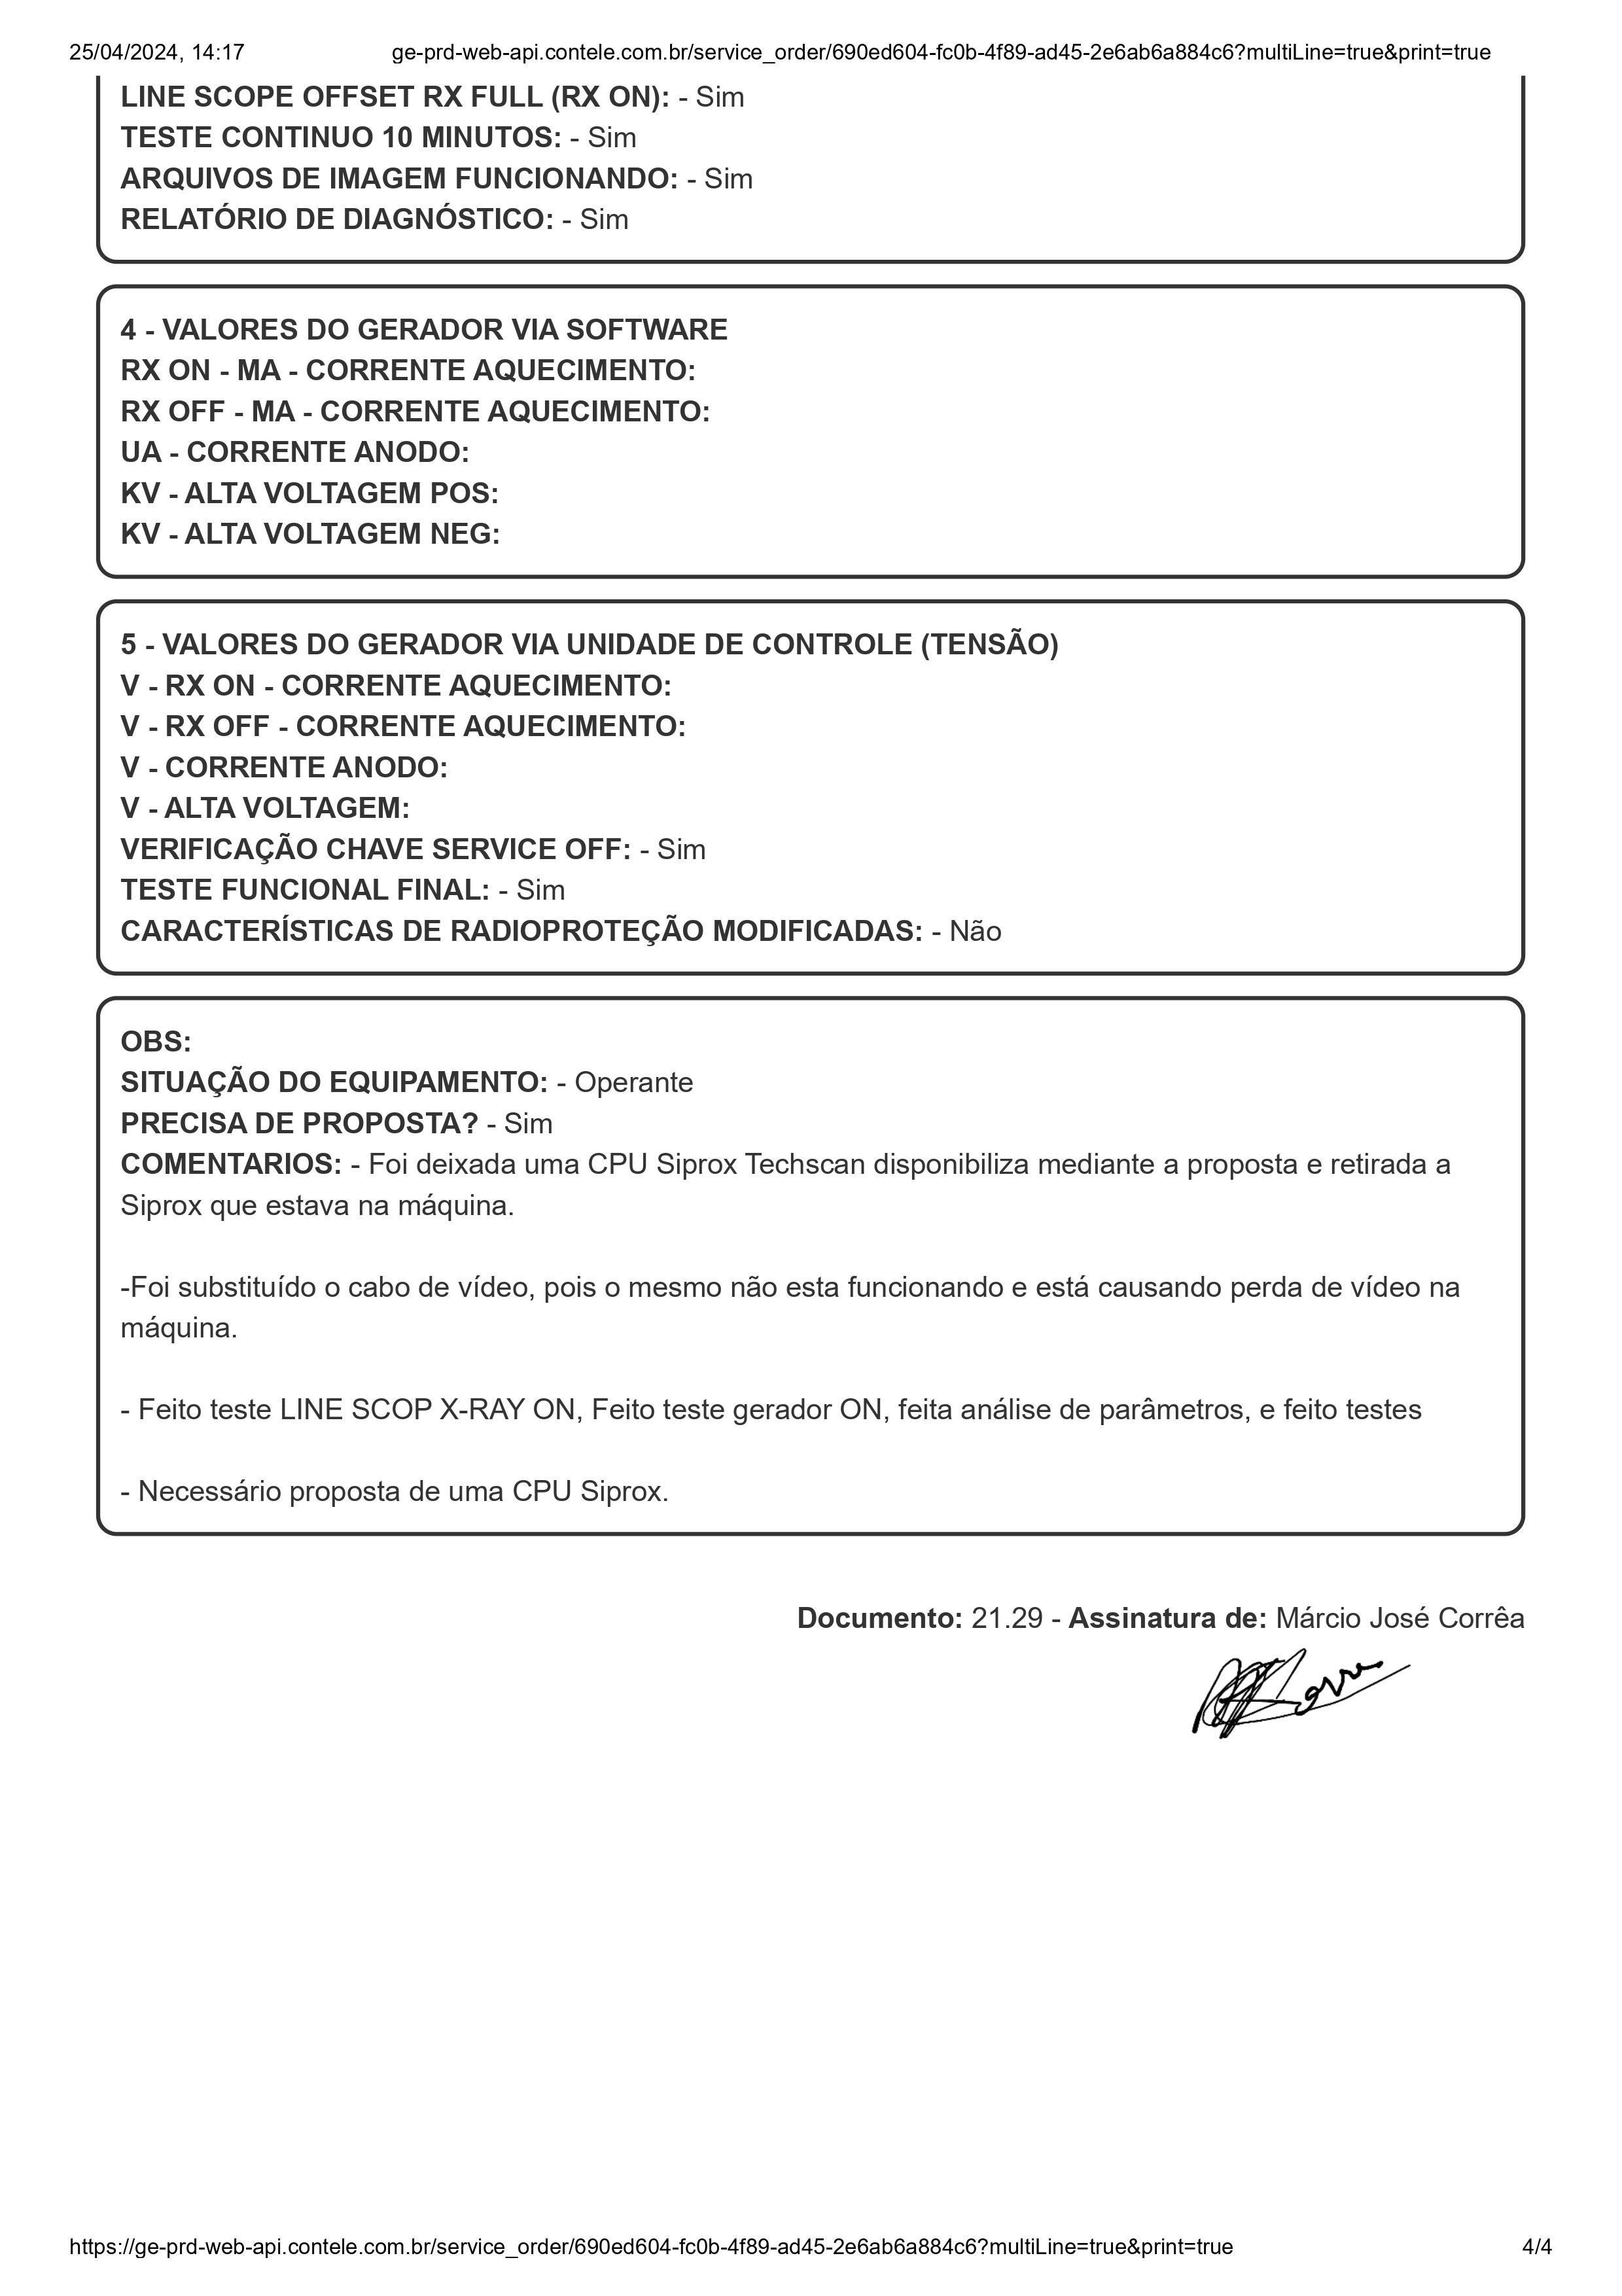 25/04/2024, 14:17 ge-prd-web-api.contele.com.br/service_order/690ed604-fc0b-4f89-ad45-2e6ab6a884c6?multiLine=true&print=true
LINE SCOPE OFFSET RX FULL (RX ON): - Sim
TESTE CONTINUO 10 MINUTOS: - Sim
ARQUIVOS DE IMAGEM FUNCIONANDO: - Sim
RELATÓRIO DE DIAGNÓSTICO: - Sim
4 - VALORES DO GERADOR VIA SOFTWARE
RX ON - MA - CORRENTE AQUECIMENTO:
RX OFF - MA - CORRENTE AQUECIMENTO:
UA - CORRENTE ANODO:
KV - ALTA VOLTAGEM POS:
KV - ALTA VOLTAGEM NEG:
5 - VALORES DO GERADOR VIA UNIDADE DE CONTROLE (TENSÃO)
V - RX ON - CORRENTE AQUECIMENTO:
V - RX OFF - CORRENTE AQUECIMENTO:
V - CORRENTE ANODO:
V - ALTA VOLTAGEM:
VERIFICAÇÃO CHAVE SERVICE OFF: - Sim
TESTE FUNCIONAL FINAL: - Sim
CARACTERÍSTICAS DE RADIOPROTEÇÃO MODIFICADAS: - Não
OBS:
SITUAÇÃO DO EQUIPAMENTO: - Operante
PRECISA DE PROPOSTA? - Sim
COMENTARIOS: - Foi deixada uma CPU Siprox Techscan disponibiliza mediante a proposta e retirada a
Siprox que estava na máquina.
-Foi substituído o cabo de vídeo, pois o mesmo não esta funcionando e está causando perda de vídeo na
máquina.
- Feito teste LINE SCOP X-RAY ON, Feito teste gerador ON, feita análise de parâmetros, e feito testes
- Necessário proposta de uma CPU Siprox.
Documento: 21.29 - Assinatura de: Márcio José Corrêa
https://ge-prd-web-api.contele.com.br/service_order/690ed604-fc0b-4f89-ad45-2e6ab6a884c6?multiLine=true&print=true 4/4